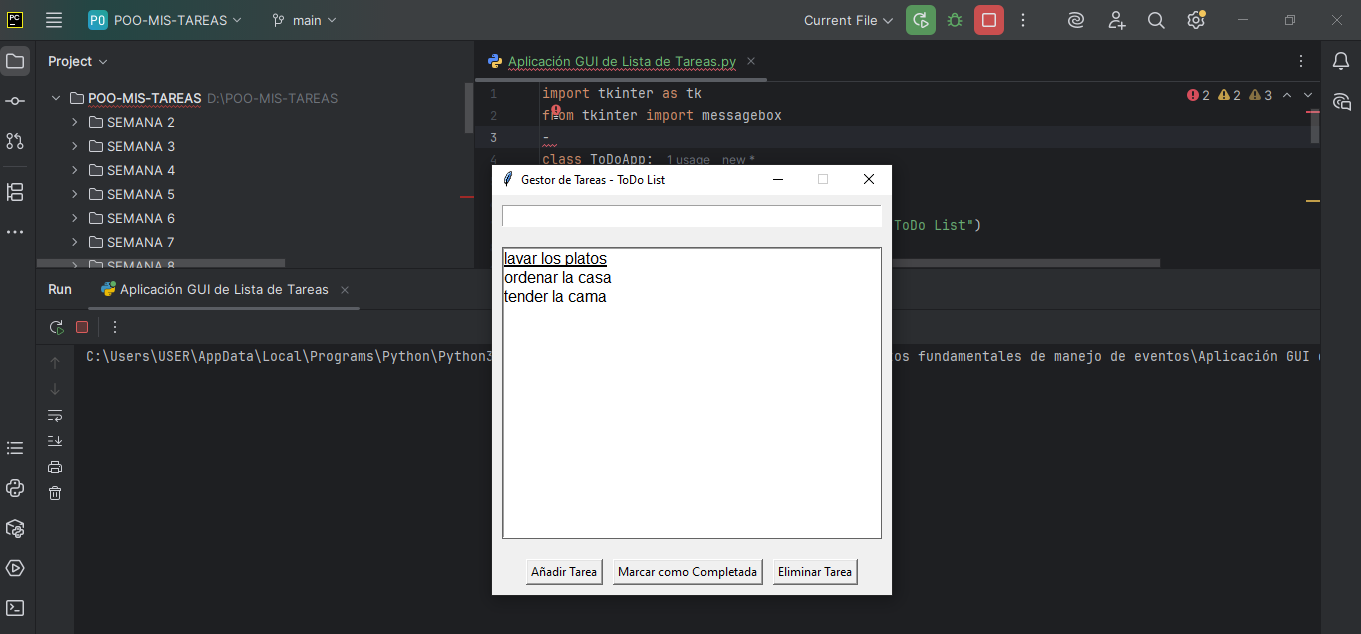 PC
P0 POO-MIS-TAREAS
main
Current File
Project
Aplicación GUI de Lista de Tareas.py
POO-MIS-TAREAS D:\POO-MIS-TAREAS
SEMANA 2
SEMANA 3
SEMANA 4
SEMANA 5
SEMANA 6
SEMANA 7
SEMANA 8
1 import tkinter as tk
2 from tkinter import messagebox
3 -
4 class ToDoApp: 1 usage new *
2 2 3
ToDo List")
Gestor de Tareas - ToDo List
lavar los platos
ordenar la casa
tender la cama
Añadir Tarea
Marcar como Completada
Eliminar Tarea
Run Aplicación GUI de Lista de Tareas
C:\Users\USER\AppData\Local\Programs\Python\Python3
os fundamentales de manejo de eventos\Aplicación GUI